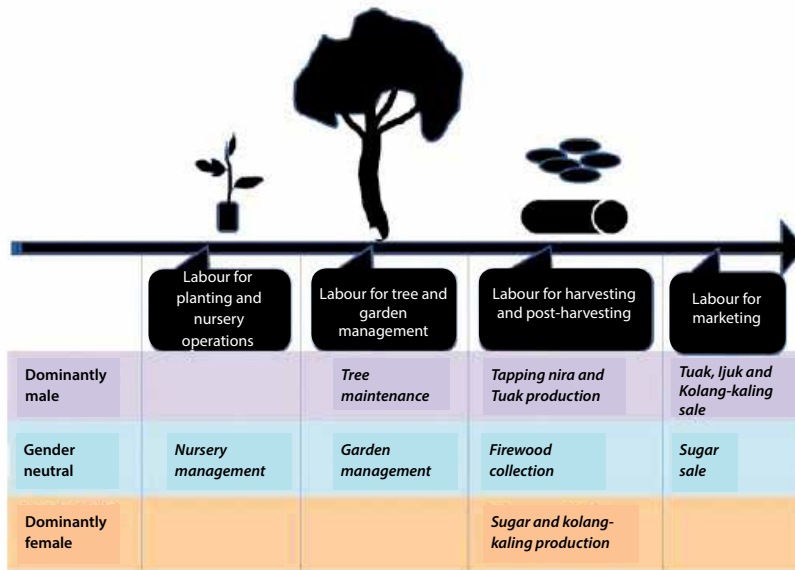 Labour for
planting and
nursery
operations
Labour for tree and
garden
management
Labour for harvesting
and post-harvesting
Labour for
marketing
Dominantly
male
Tree
maintenance
Tapping nira and
Tuak production
Tuak, Ijuk and
Kolang-kaling
sale
Gender
neutral
Nursery
management
Garden
management
Firewood
collection
Sugar
sale
Dominantly
female
Sugar and kolang-
kaling production